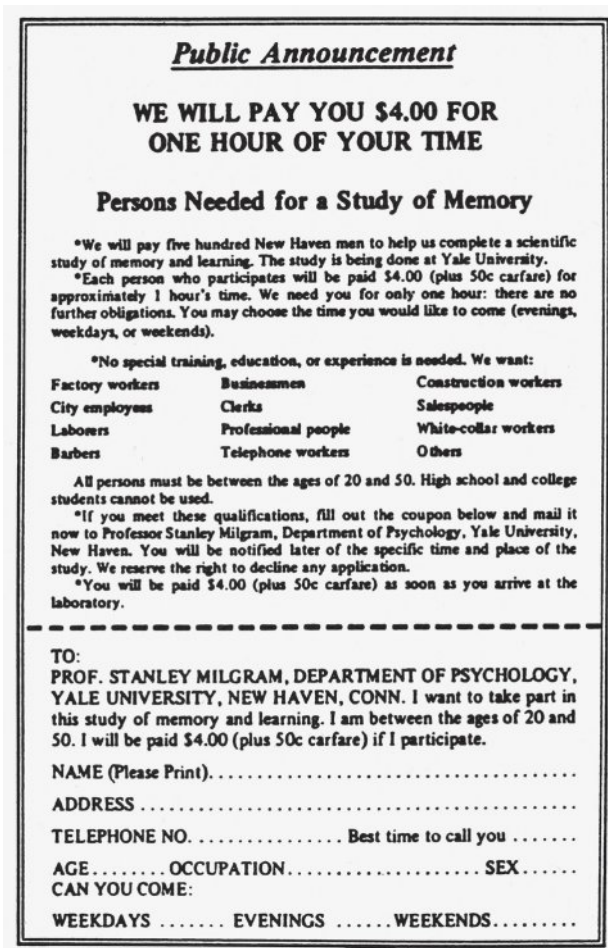 Public Announcement
WE WILL PAY YOU $4.00 FOR
ONE HOUR OF YOUR TIME
Persons Needed for a Study of Memory
*We will pay five hundred New Haven men to help us complete a scientific
study of memory and learning. The study is being done at Yale University.
*Each person who participates will be paid $4.00 (plus 50c carfare) for
approximately 1 hour's time. We need you for only one hour: there are no
further obligations. You may choose the time you would like to come (evenings,
weekdays, or weekends).
*No special training, education, or experience is needed. We want:
Factory workers Businessmen Construction workers
City employees Clerks Salespeople
Laborers Professional people White-collar workers
Barbers Telephone workers Others
All persons must be between the ages of 20 and 50. High school and college
students cannot be used.
*If you meet these qualifications, fill out the coupon below and mail it
now to Professor Stanley Milgram, Department of Psychology, Yale University,
New Haven. You will be notified later of the specific time and place of the
study. We reserve the right to decline any application.
*You will be paid $4.00 (plus 50c carfare) as soon as you arrive at the
laboratory.
TO:
PROF. STANLEY MILGRAM, DEPARTMENT OF PSYCHOLOGY,
YALE UNIVERSITY, NEW HAVEN, CONN. I want to take part in
this study of memory and learning. I am between the ages of 20 and
50. I will be paid $4.00 (plus 50c carfare) if I participate.
NAME (Please Print). . . . . . . . . . . . . . . . . . . . . . . . . . . . . . . . . . . .
ADDRESS . . . . . . . . . . . . . . . . . . . . . . . . . . . . . . . . . . . . . . . . . .
TELEPHONE NO. . . . . . . . . . . . . . . . Best time to call you . . . . . . .
AGE. . . . . . . . OCCUPATION. . . . . . . . . . . . . . . . . . . SEX. . . . . .
CAN YOU COME:
WEEKDAYS . . . . . . . EVENINGS . . . . . . WEEKENDS. . . . . . . . .